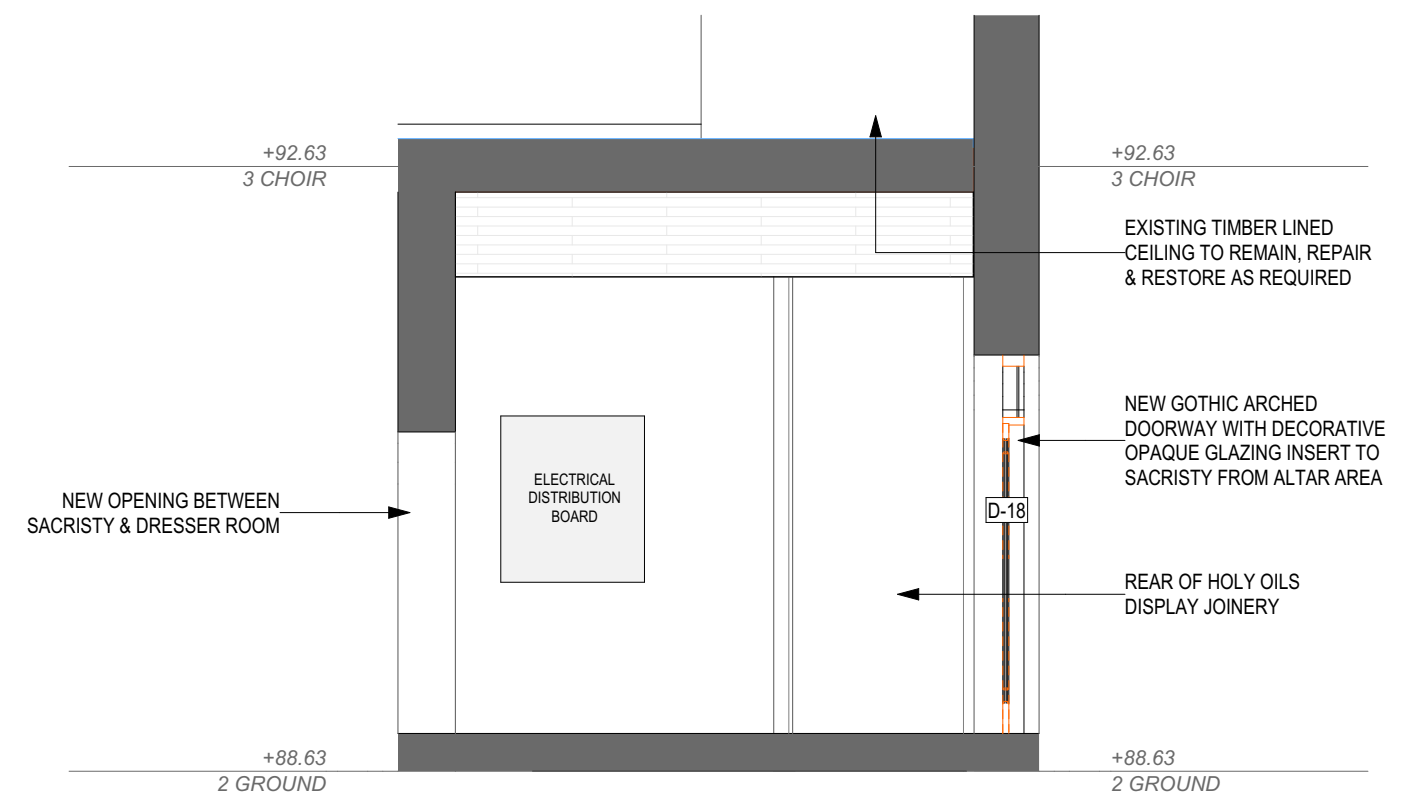 +92.63
3 CHOIR
+92.63
3 CHOIR
EXISTING TIMBER LINED
CEILING TO REMAIN, REPAIR
& RESTORE AS REQUIRED
NEW GOTHIC ARCHED
DOORWAY WITH DECORATIVE
OPAQUE GLAZING INSERT TO
SACRISTY FROM ALTAR AREA
ELECTRICAL
DISTRIBUTION
BOARD
NEW OPENING BETWEEN
SACRISTY & DRESSER ROOM
D-18
REAR OF HOLY OILS
DISPLAY JOINERY
+88.63
2 GROUND
+88.63
2 GROUND